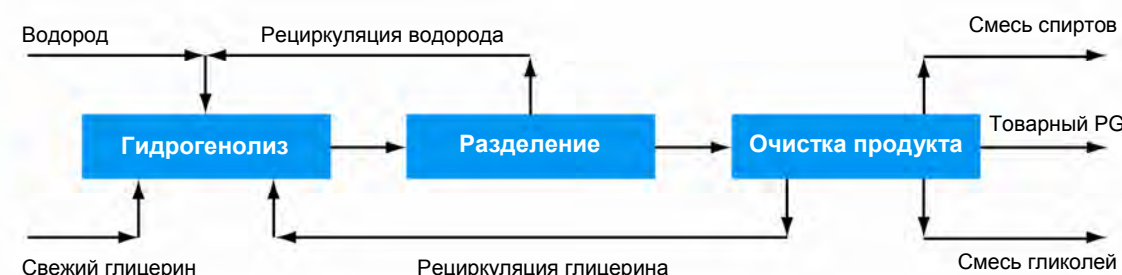 Смесь спиртов
Водород
Рециркуляция водорода
Гидрогенолиз
Разделение
Очистка продукта
Товарный PG
Свежий глицерин
Рециркуляция глицерина
Смесь гликолей